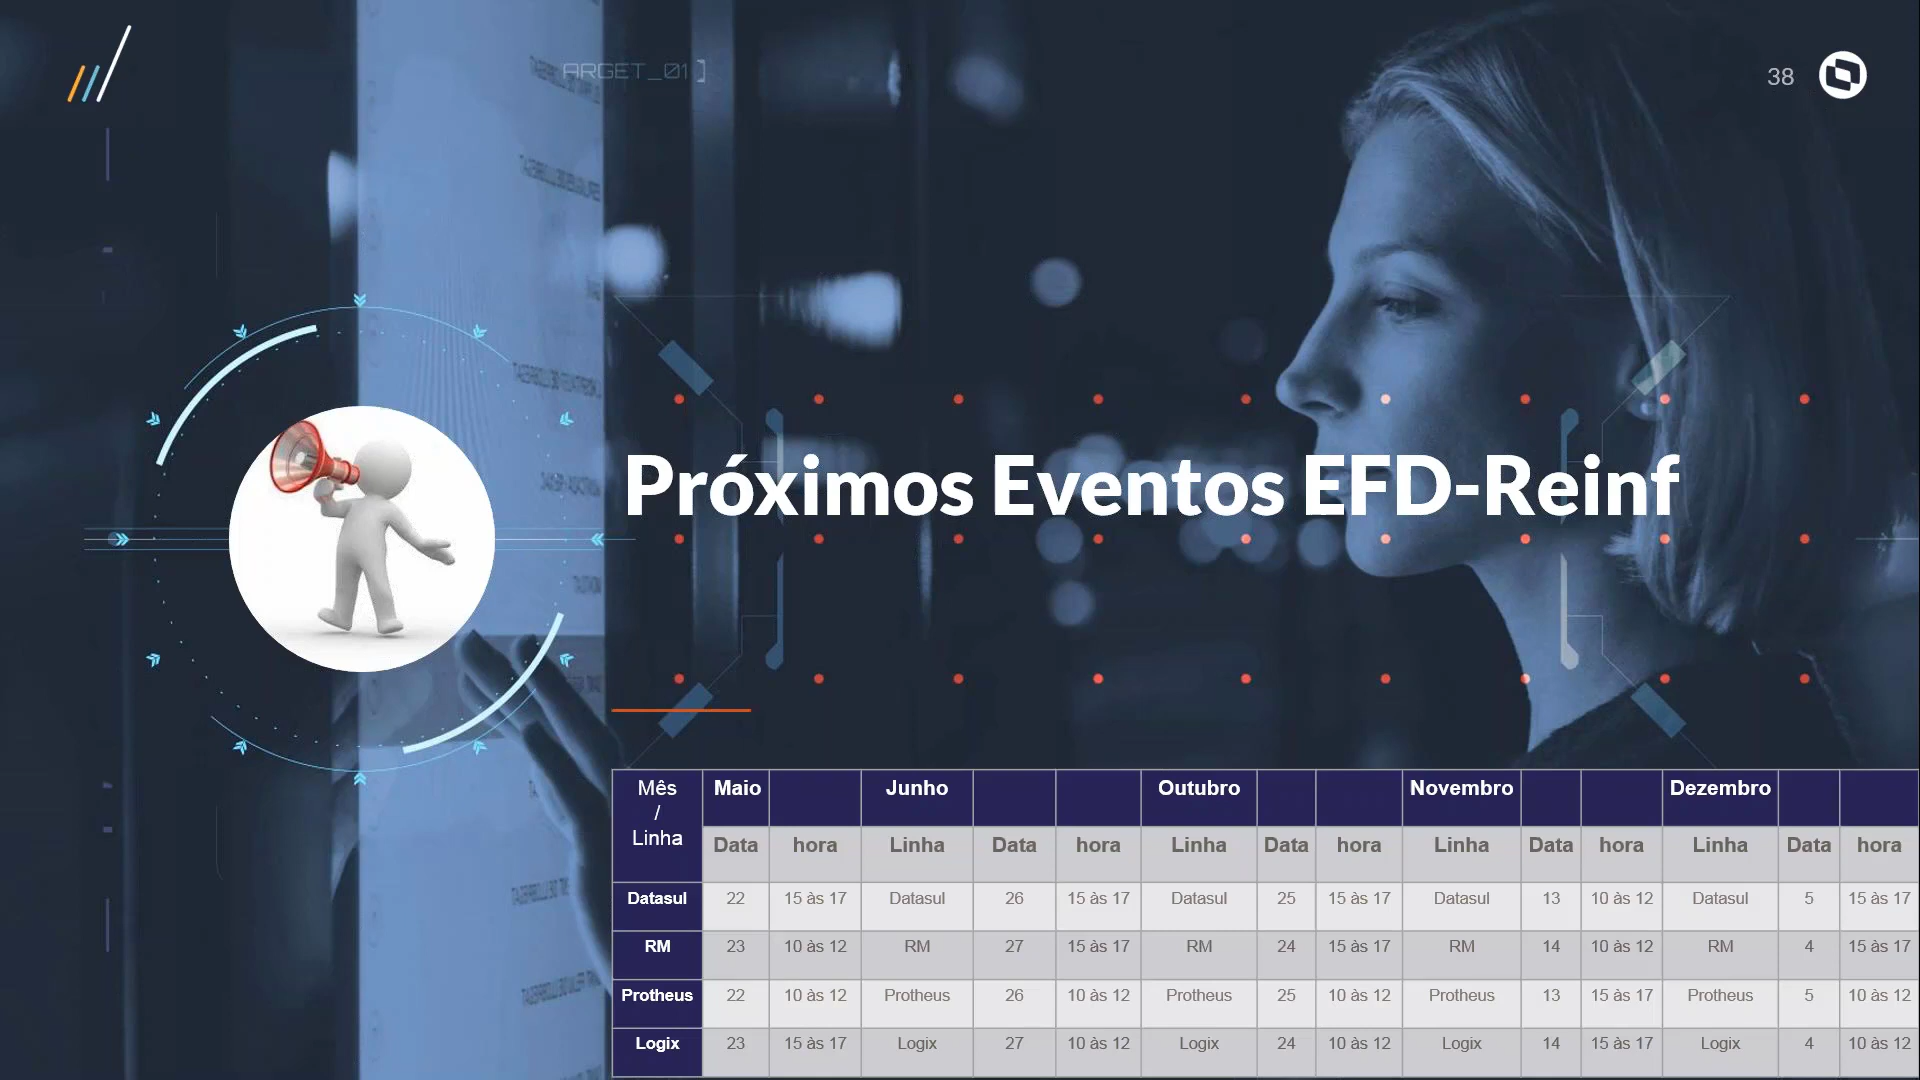 ARGET_01 ]
38
Próximos Eventos EFD-Reinf
Mês / Linha Maio Junho Outubro Novembro Dezembro
Data hora Linha Data hora Linha Data hora Linha Data hora Linha Data hora
Datasul 22 15 às 17 Datasul 26 15 às 17 Datasul 25 15 às 17 Datasul 13 10 às 12 Datasul 5 15 às 17
RM 23 10 às 12 RM 27 15 às 17 RM 24 15 às 17 RM 14 10 às 12 RM 4 15 às 17
Protheus 22 10 às 12 Protheus 26 10 às 12 Protheus 25 10 às 12 Protheus 13 15 às 17 Protheus 5 10 às 12
Logix 23 15 às 17 Logix 27 10 às 12 Logix 24 10 às 12 Logix 14 15 às 17 Logix 4 10 às 12